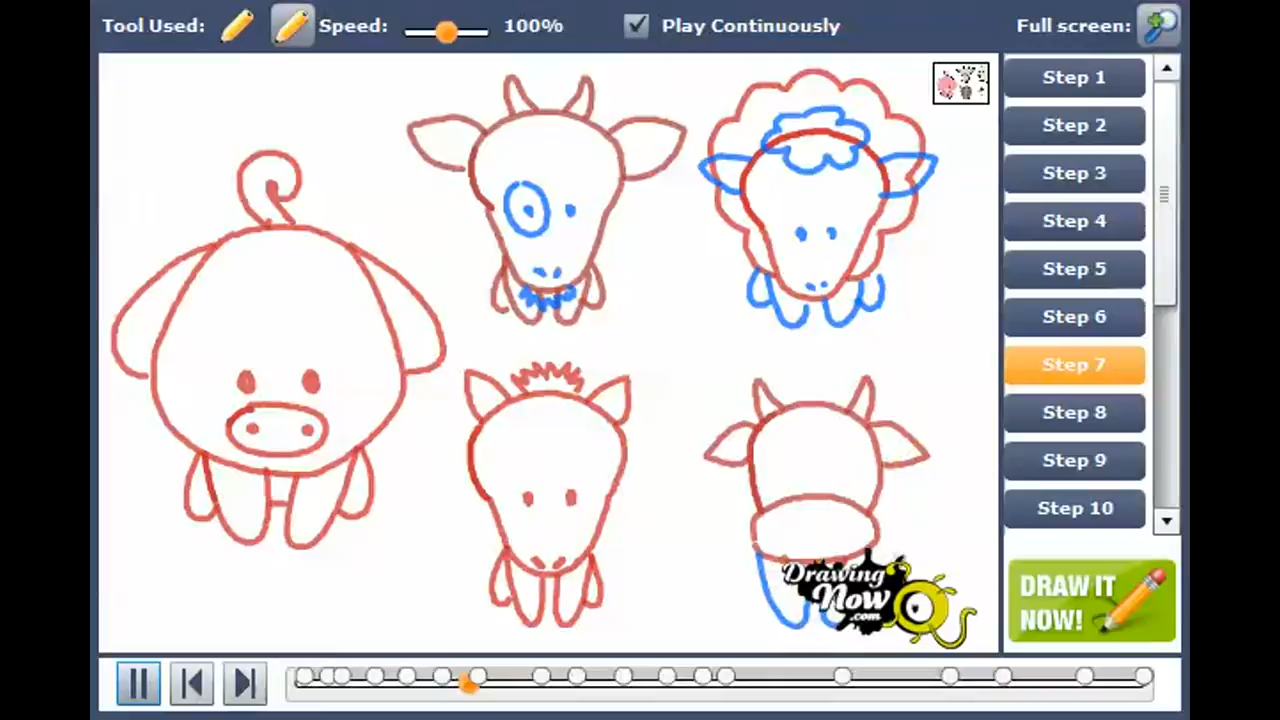 Tool Used:
Speed:
100%
Play Continuously
Full screen:
Step 1
Step 2
Step 3
Step 4
Step 5
Step 6
Step 7
Step 8
Step 9
Step 10
Drawing
Now
.com
DRAW IT
NOW!